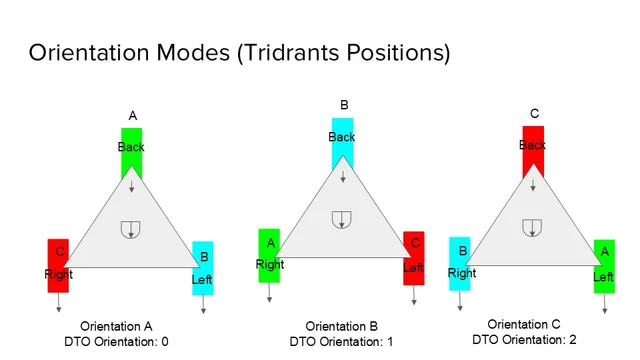 Orientation Modes (Tridrants Positions)
A
Back
C
Right
B
Left
Orientation A
DTO Orientation: 0
B
Back
A
Right
C
Left
Orientation B
DTO Orientation: 1
C
Back
B
Right
A
Left
Orientation C
DTO Orientation: 2